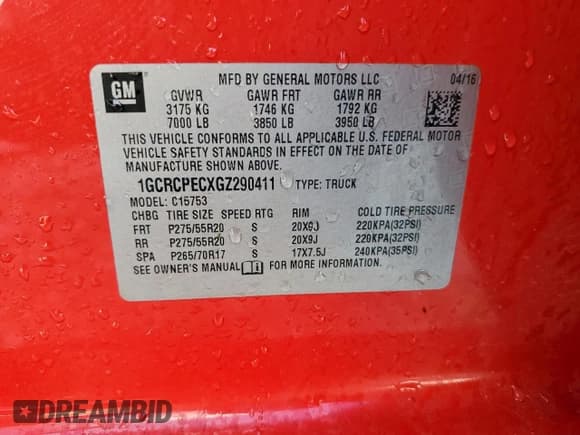 GM
MFD BY GENERAL MOTORS LLC 04/16
GVWR GAWR FRT GAWR RR
3175 KG 1746 KG 1792 KG
7000 LB 3850 LB 3950 LB
THIS VEHICLE CONFORMS TO ALL APPLICABLE U.S. FEDERAL MOTOR
VEHICLE SAFETY STANDARDS IN EFFECT ON THE DATE OF
MANUFACTURE SHOWN ABOVE.
1GCRCPECXGZ290411 TYPE: TRUCK
MODEL: C15753
CHBG TIRE SIZE SPEED RTG RIM COLD TIRE PRESSURE
FRT P275/55R20 S 20X9J 220KPA(32PSI)
RR P275/55R20 S 20X9J 220KPA(32PSI)
SPA P265/70R17 S 17X7.5J 240KPA(35PSI)
SEE OWNER'S MANUAL FOR MORE INFORMATION.
DREAMBID